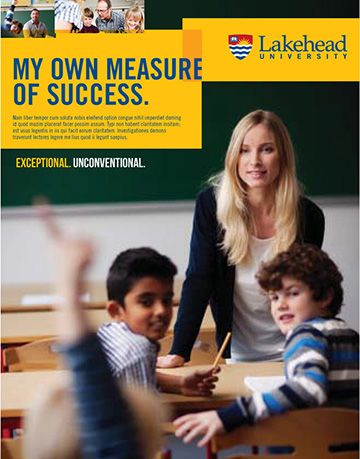 Lakehead
UNIVERSITY
MY OWN MEASURE
OF SUCCESS.
Nam liber tempor cum soluta nobis eleifend option congue nihil imperdiet doming
id quod mazim placerat facer possim assum. Typi non habent claritatem insitam;
est usus legentis in iis qui facit eorum claritatem. Investigationes demons
traverunt lectores legere me lius quod ii legunt saepius.
EXCEPTIONAL. UNCONVENTIONAL.